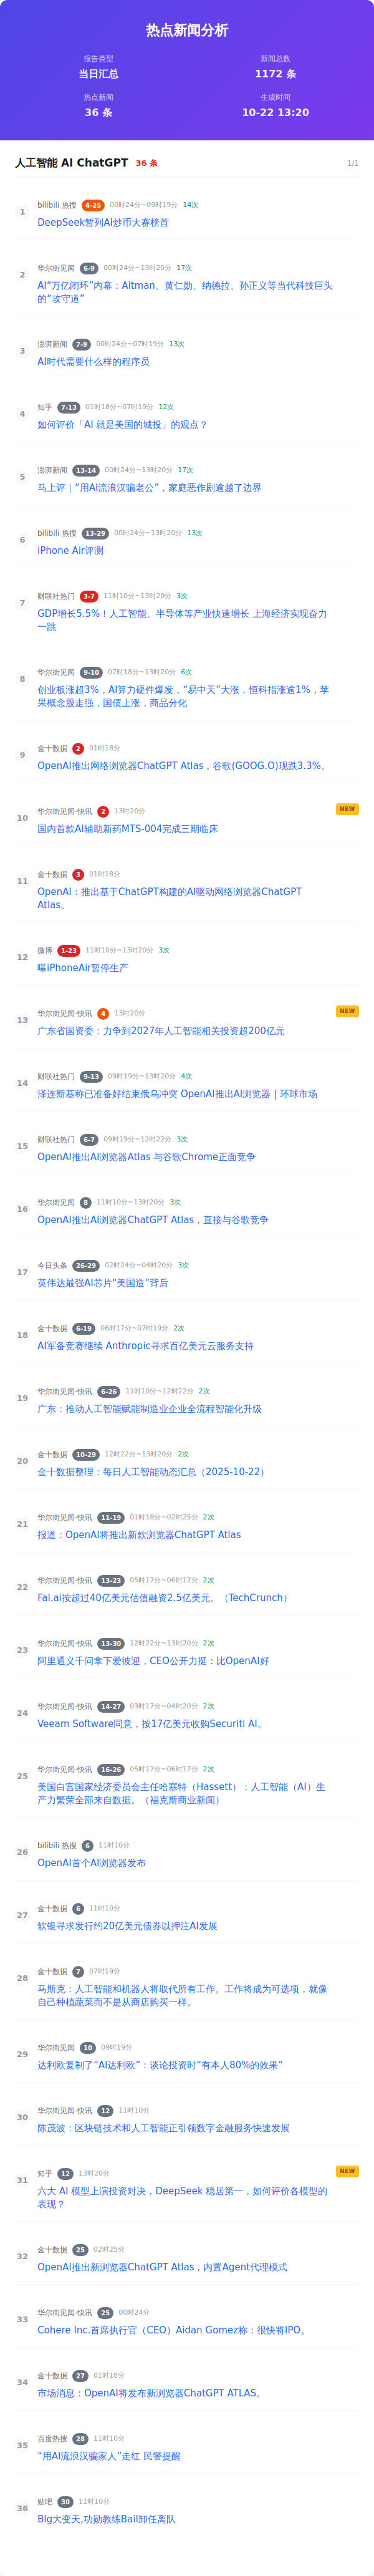 热点新闻分析
报告类型
当日汇总
新闻总数
1172 条
热点新闻
36 条
生成时间
10-22 13:20
人工智能 AI ChatGPT 36 条 1/1
1
bilibili 热搜 4-25 00时24分~09时19分 14次
DeepSeek暂列AI炒币大赛榜首
2
华尔街见闻 6-9 00时24分~13时20分 17次
AI“万亿闭环”内幕：Altman、黄仁勋、纳德拉、孙正义等当代科技巨头
的“攻守道”
3
澎湃新闻 7-9 00时24分~07时19分 13次
AI时代需要什么样的程序员
4
知乎 7-13 01时18分~07时19分 12次
如何评价「AI 就是美国的城投」的观点？
5
澎湃新闻 13-14 00时24分~13时20分 17次
马上评｜“用AI流浪汉骗老公”，家庭恶作剧逾越了边界
6
bilibili 热搜 13-29 00时24分~13时20分 13次
iPhone Air评测
7
财联社热门 3-7 11时10分~13时20分 3次
GDP增长5.5%！人工智能、半导体等产业快速增长 上海经济实现奋力
一跳
8
华尔街见闻 9-10 07时18分~13时20分 6次
创业板涨超3%，AI算力硬件爆发，“易中天”大涨，恒科指涨逾1%，苹
果概念股走强，国债上涨，商品分化
9
金十数据 2 01时18分
OpenAI推出网络浏览器ChatGPT Atlas，谷歌(GOOG.O)现跌3.3%。
10
华尔街见闻-快讯 2 13时20分 NEW
国内首款AI辅助新药MTS-004完成三期临床
11
金十数据 3 01时18分
OpenAI：推出基于ChatGPT构建的AI驱动网络浏览器ChatGPT
Atlas。
12
微博 1-23 11时10分~13时20分 3次
曝iPhoneAir暂停生产
13
华尔街见闻-快讯 4 13时20分 NEW
广东省国资委：力争到2027年人工智能相关投资超200亿元
14
财联社热门 9-13 09时19分~13时20分 4次
泽连斯基称已准备好结束俄乌冲突 OpenAI推出AI浏览器 | 环球市场
15
财联社热门 6-7 09时19分~12时22分 3次
OpenAI推出AI浏览器Atlas 与谷歌Chrome正面竞争
16
华尔街见闻 8 11时10分~13时20分 3次
OpenAI推出AI浏览器ChatGPT Atlas，直接与谷歌竞争
17
今日头条 26-29 02时24分~04时20分 3次
英伟达最强AI芯片“美国造”背后
18
金十数据 6-19 06时17分~07时19分 2次
AI军备竞赛继续 Anthropic寻求百亿美元云服务支持
19
华尔街见闻-快讯 6-26 11时10分~12时22分 2次
广东：推动人工智能赋能制造业企业全流程智能化升级
20
金十数据 10-29 12时22分~13时20分 2次
金十数据整理：每日人工智能动态汇总（2025-10-22）
21
华尔街见闻-快讯 11-19 01时18分~02时25分 2次
报道：OpenAI将推出新款浏览器ChatGPT Atlas
22
华尔街见闻-快讯 13-23 05时17分~06时17分 2次
Fal.ai按超过40亿美元估值融资2.5亿美元。（TechCrunch）
23
华尔街见闻-快讯 13-30 12时22分~13时20分 2次
阿里通义千问拿下爱彼迎，CEO公开力挺：比OpenAI好
24
华尔街见闻-快讯 14-27 03时17分~04时20分 2次
Veeam Software同意，按17亿美元收购Securiti AI。
25
华尔街见闻-快讯 16-26 05时17分~06时17分 2次
美国白宫国家经济委员会主任哈塞特（Hassett）：人工智能（AI）生
产力繁荣全部来自数据。（福克斯商业新闻）
26
bilibili 热搜 6 11时10分
OpenAI首个AI浏览器发布
27
金十数据 6 11时10分
软银寻求发行约20亿美元债券以押注AI发展
28
金十数据 7 07时19分
马斯克：人工智能和机器人将取代所有工作。工作将成为可选项，就像
自己种植蔬菜而不是从商店购买一样。
29
华尔街见闻 10 09时19分
达利欧复制了“AI达利欧”：谈论投资时“有本人80%的效果”
30
华尔街见闻-快讯 12 11时10分
陈茂波：区块链技术和人工智能正引领数字金融服务快速发展
31
知乎 12 13时20分 NEW
六大 AI 模型上演投资对决，DeepSeek 稳居第一，如何评价各模型的
表现？
32
金十数据 25 02时25分
OpenAI推出新浏览器ChatGPT Atlas，内置Agent代理模式
33
华尔街见闻-快讯 25 00时24分
Cohere Inc.首席执行官（CEO）Aidan Gomez称：很快将IPO。
34
金十数据 27 01时18分
市场消息：OpenAI将发布新浏览器ChatGPT ATLAS。
35
百度热搜 28 11时10分
“用AI流浪汉骗家人”走红 民警提醒
36
贴吧 30 11时10分
Blg大变天,功勋教练Bail卸任离队